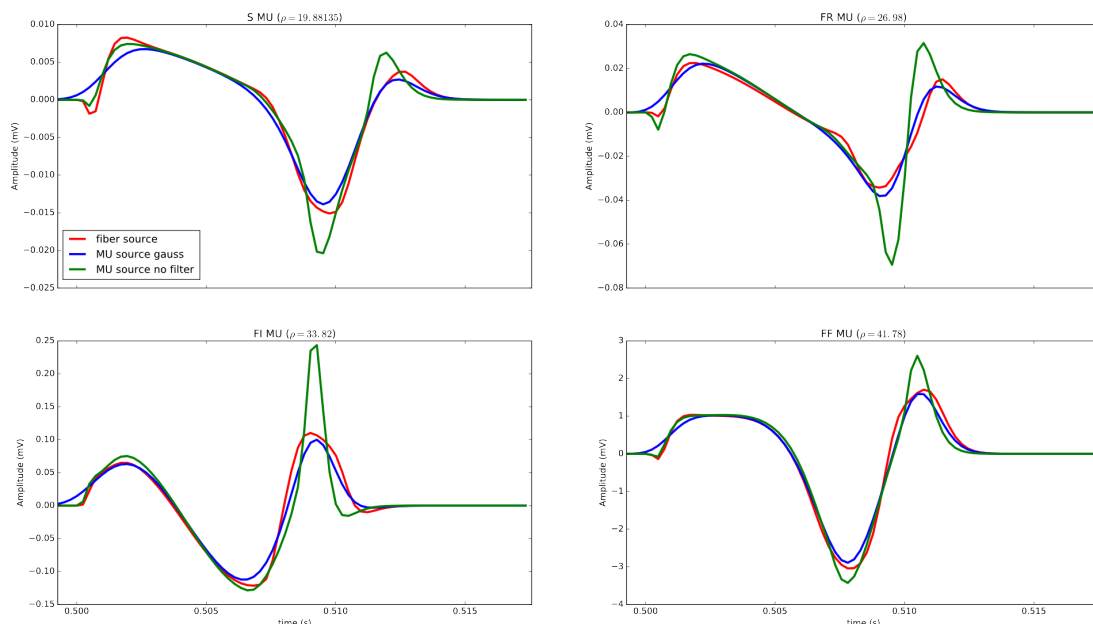 S MU (ρ = 19.88135)
0.010
0.005
0.000
−0.005
−0.010
−0.015
−0.020
−0.025
Amplitude (mV)
fiber source
MU source gauss
MU source no filter
FR MU (ρ = 26.98)
0.04
0.02
0.00
−0.02
−0.04
−0.06
−0.08
Amplitude (mV)
FI MU (ρ = 33.82)
0.25
0.20
0.15
0.10
0.05
0.00
−0.05
−0.10
−0.15
Amplitude (mV)
0.500 0.505 0.510 0.515
time (s)
FF MU (ρ = 41.78)
3
2
1
0
−1
−2
−3
−4
Amplitude (mV)
0.500 0.505 0.510 0.515
time (s)